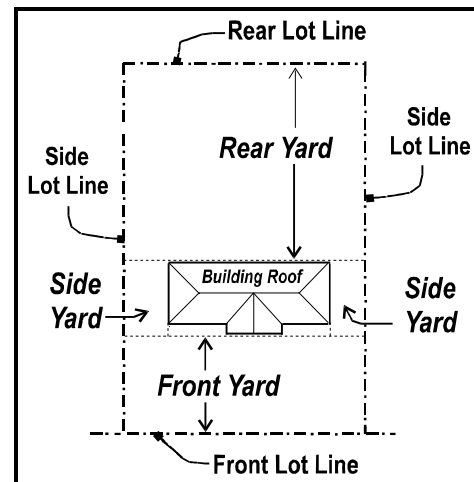 Rear Lot Line
Side
Lot Line
Rear Yard
Side
Lot Line
Building Roof
Side
Yard
Side
Yard
Front Yard
Front Lot Line